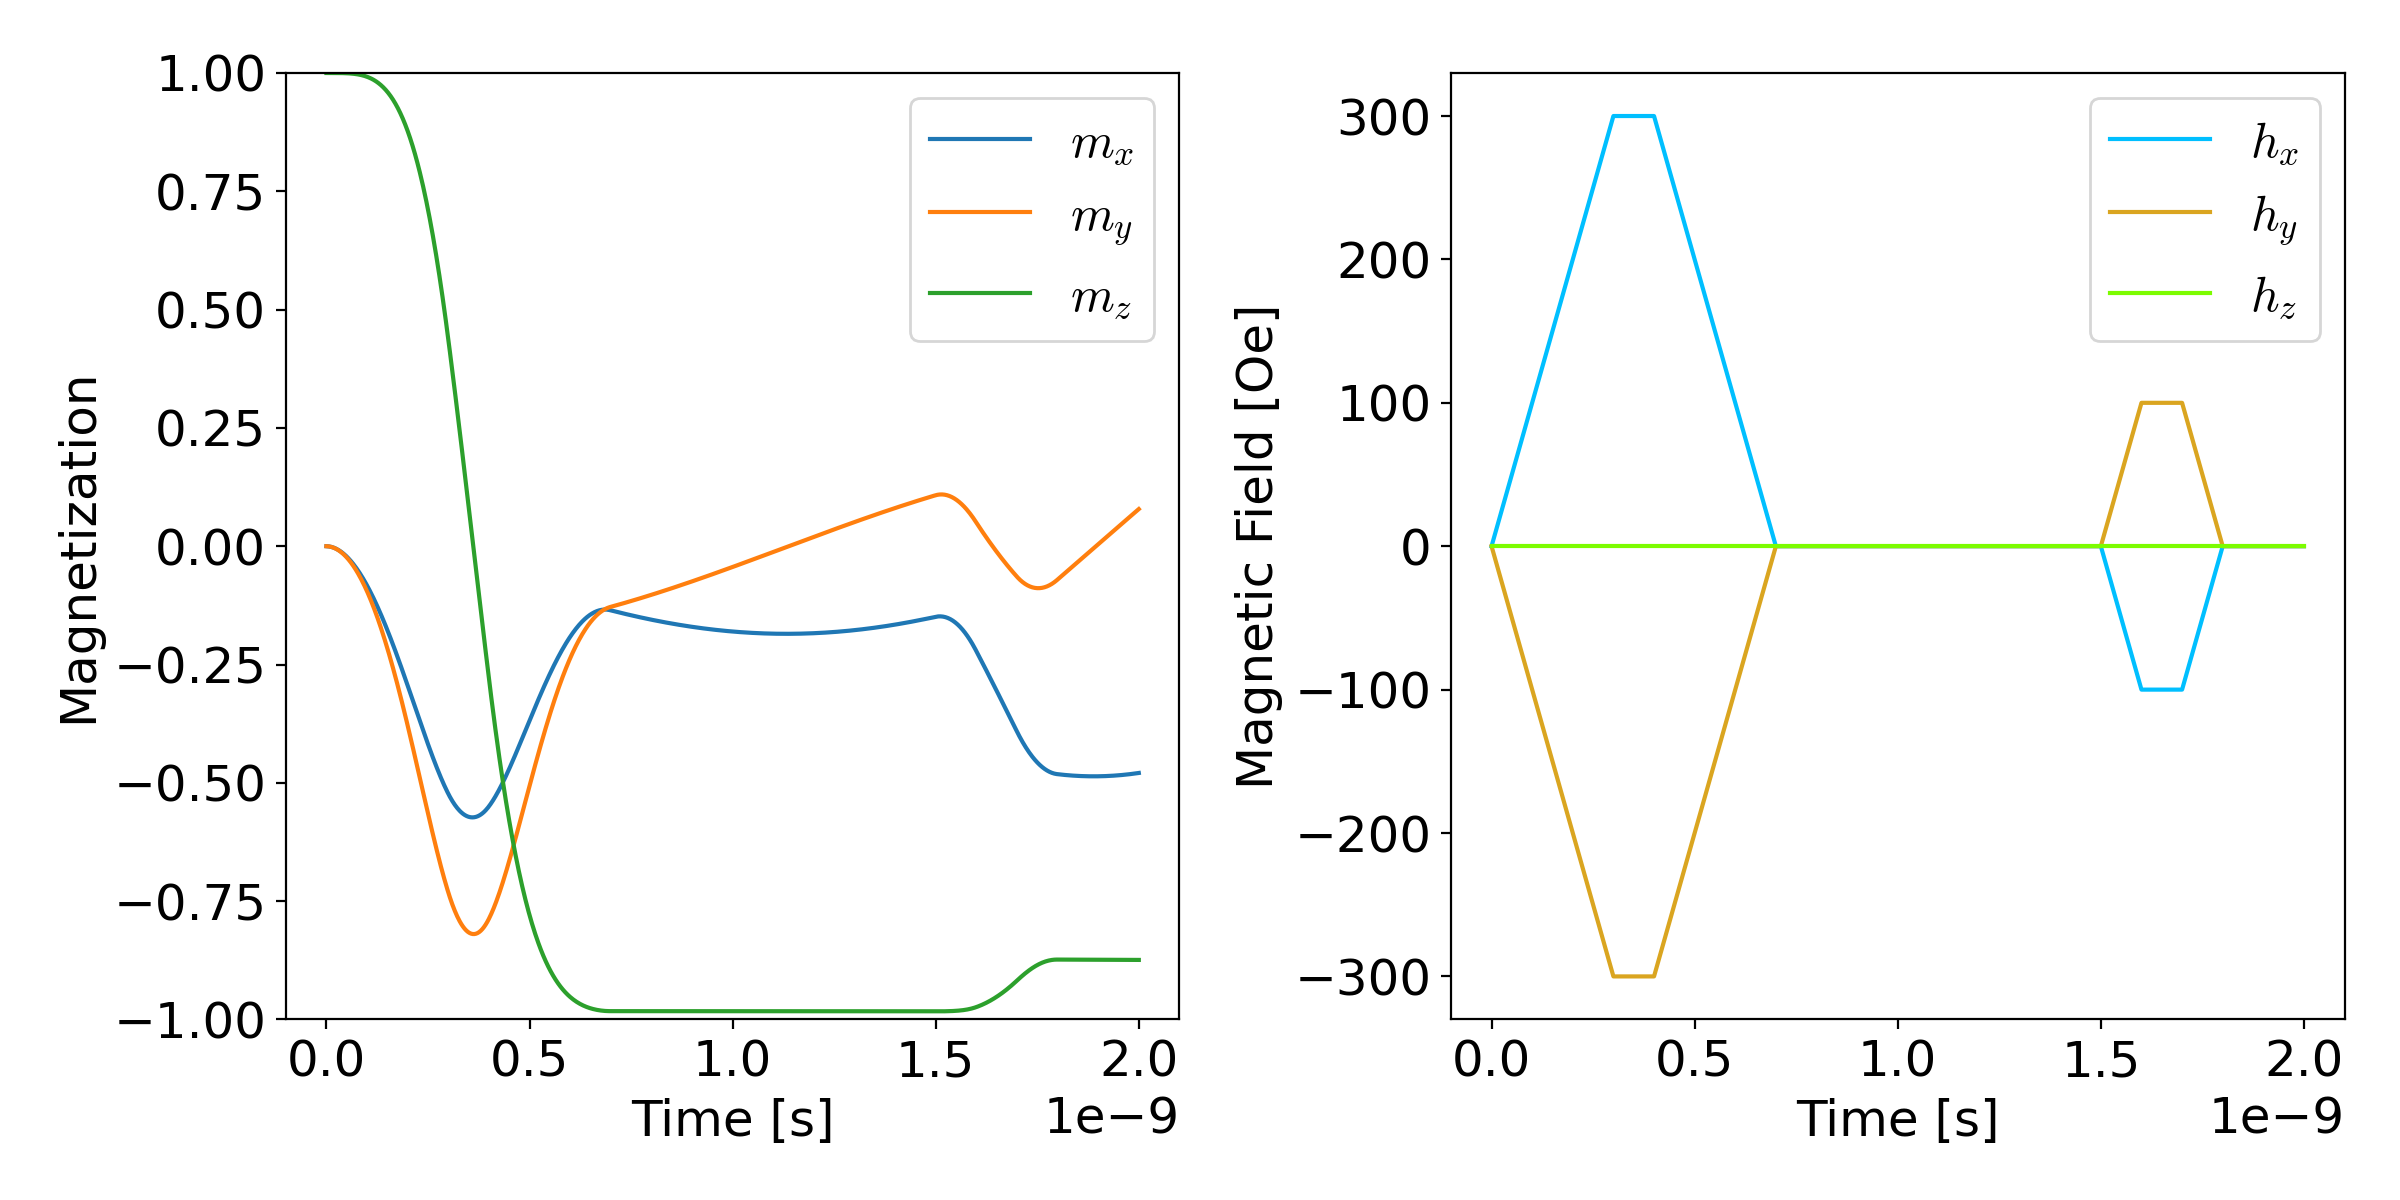 Magnetization
1.00
0.75
0.50
0.25
0.00
−0.25
−0.50
−0.75
−1.00
0.0 0.5 1.0 1.5 2.0
Time [s]
1e−9
m_x
m_y
m_z
Magnetic Field [Oe]
300
200
100
0
−100
−200
−300
0.0 0.5 1.0 1.5 2.0
Time [s]
1e−9
h_x
h_y
h_z